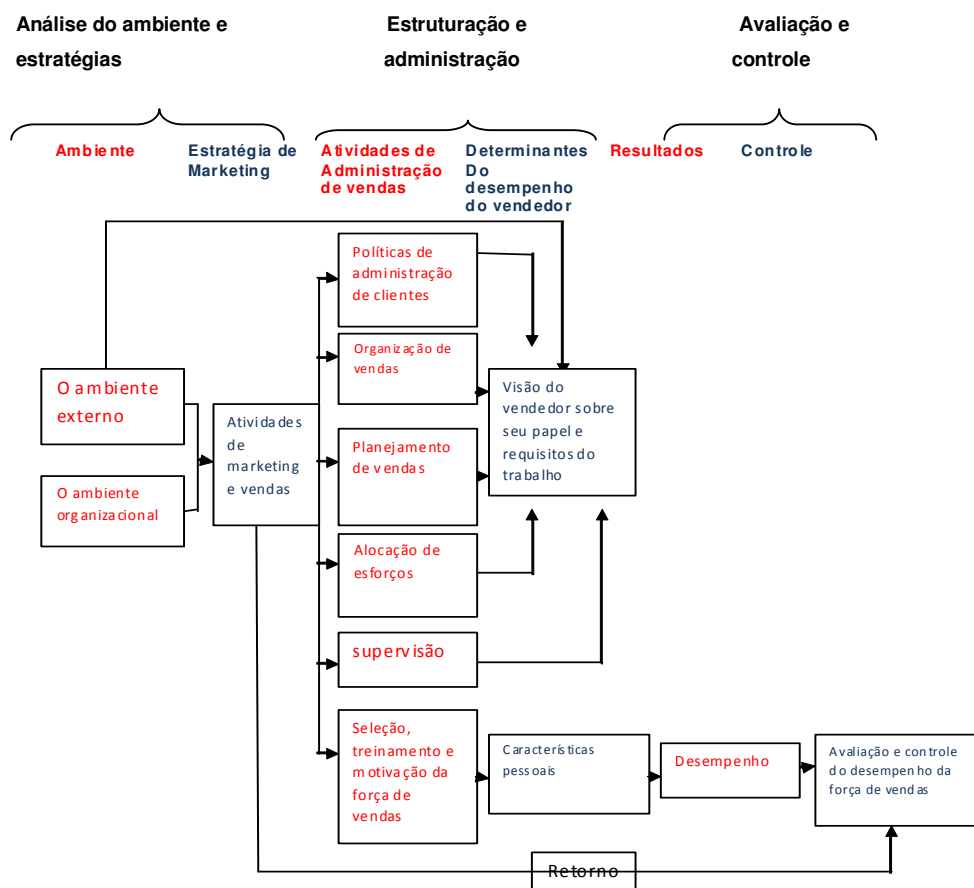 Análise do ambiente e
estratégias
Estruturação e
administração
Avaliação e
controle
Ambiente
Estratégia de
Marketing
Atividades de
Administração
de vendas
Determinantes
Do
desempenho
do vendedor
Resultados
Controle
Políticas de
administração
de clientes
Organização de
vendas
O ambiente
externo
Atividades
de
marketing
e vendas
Visão do
vendedor sobre
seu papel e
requisitos do
trabalho
Planejamento
de vendas
O ambiente
organizacional
Alocação de
esforços
supervisão
Seleção,
treinamento e
motivação da
força de
vendas
Características
pessoais
Desempenho
Avaliação e controle
do desempenho da
força de vendas
Retorno